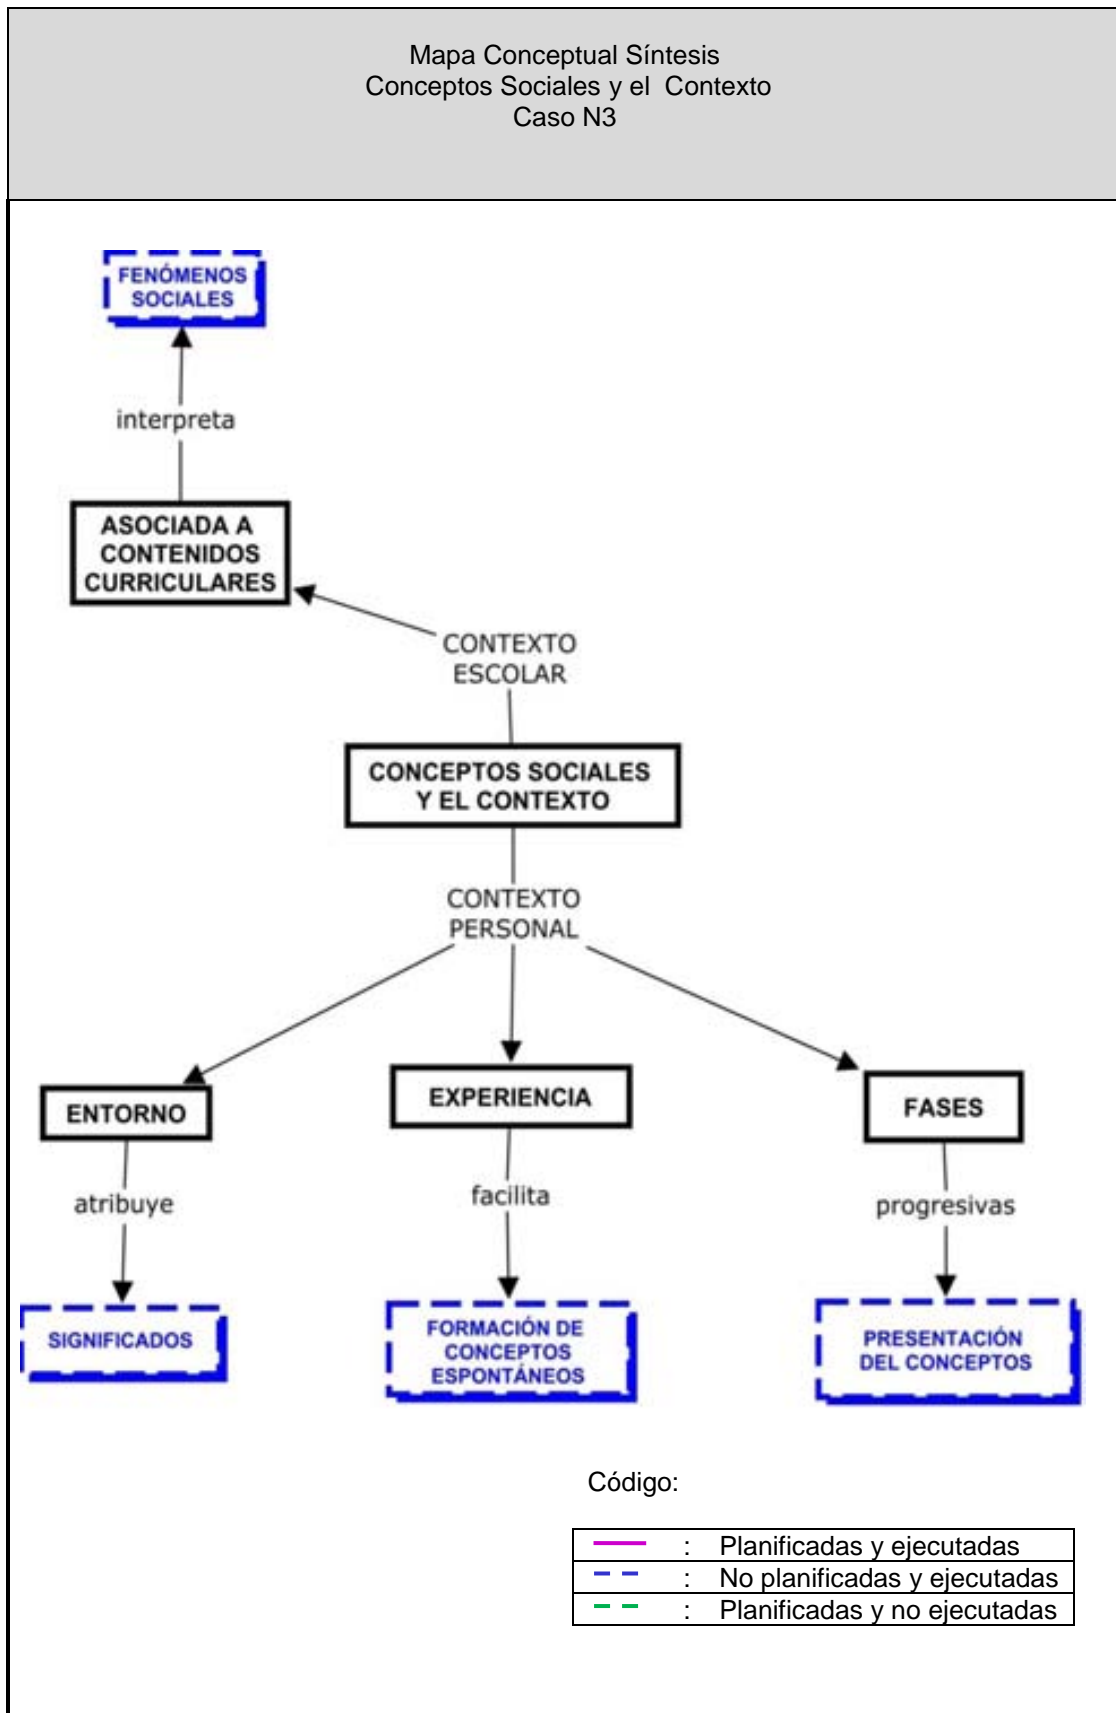 Mapa Conceptual Síntesis
Conceptos Sociales y el Contexto
Caso N3
FENÓMENOS
SOCIALES
interpreta
ASOCIADA A
CONTENIDOS
CURRICULARES
CONTEXTO
ESCOLAR
CONCEPTOS SOCIALES
Y EL CONTEXTO
CONTEXTO
PERSONAL
ENTORNO
EXPERIENCIA
FASES
atribuye
facilita
progresivas
SIGNIFICADOS
FORMACIÓN DE
CONCEPTOS
ESPONTÁNEOS
PRESENTACIÓN
DEL CONCEPTOS
Código:
: Planificadas y ejecutadas
: No planificadas y ejecutadas
: Planificadas y no ejecutadas